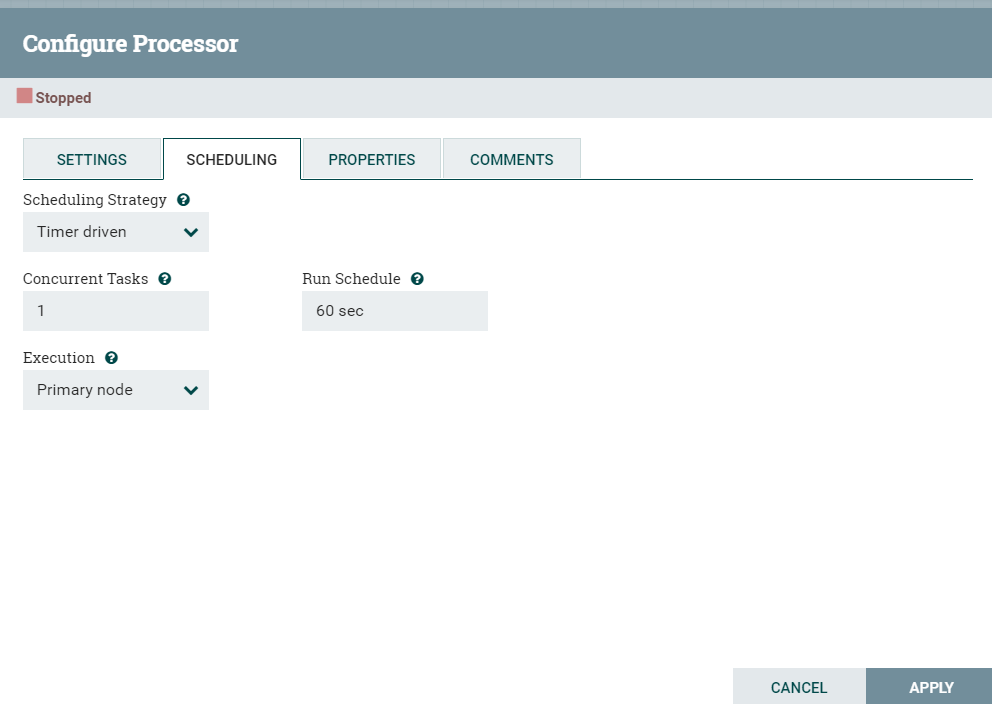 Configure Processor
Stopped
SETTINGS SCHEDULING PROPERTIES COMMENTS
Scheduling Strategy
Timer driven
Concurrent Tasks Run Schedule
1 60 sec
Execution
Primary node
CANCEL APPLY